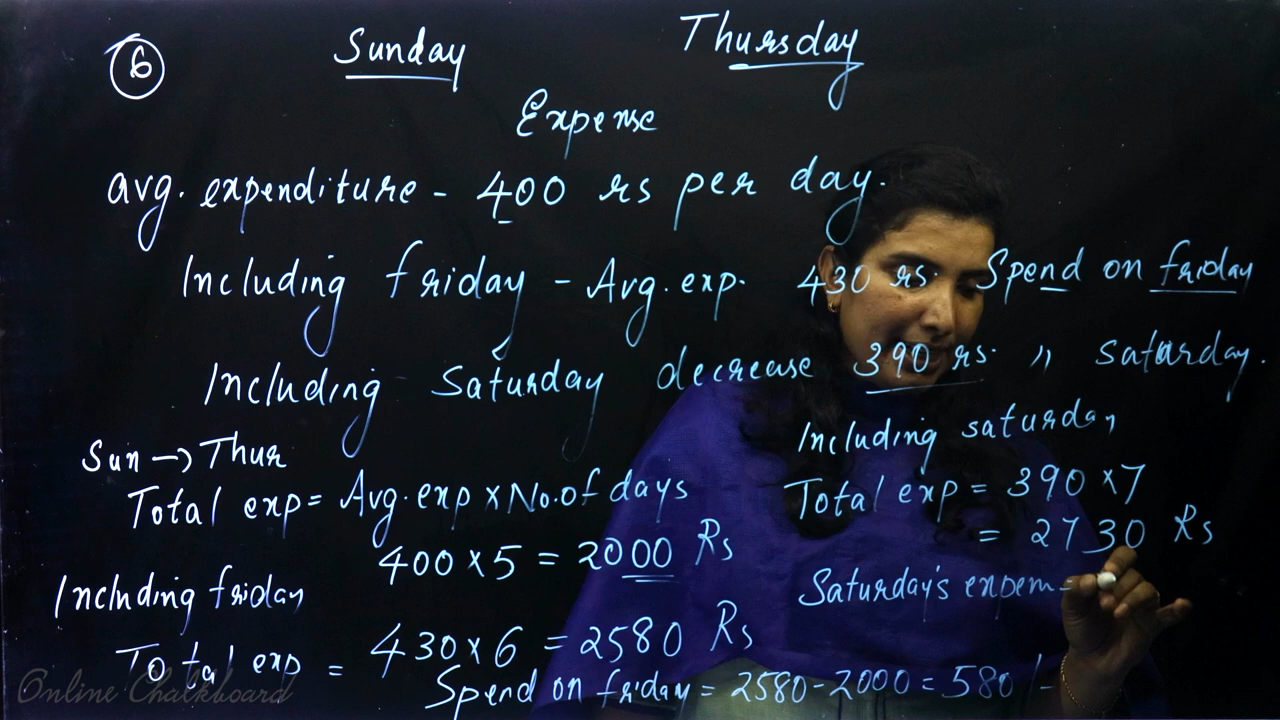 6
Sunday Thursday
Expense
avg. expenditure - 400 rs per day.
Including friday - Avg. exp. 430 rs. Spend on friday
Including Saturday decrease 390 rs. " saturday.
Sun → Thur
Total exp = Avg. exp × No. of days
400 × 5 = 2000 Rs
Including friday
Total exp = 430 × 6 = 2580 Rs
Spend on friday = 2580 - 2000 = 580 /-
Including saturday
Total exp = 390 × 7
= 2730 Rs
Saturday's expem =
Online Chalkboard